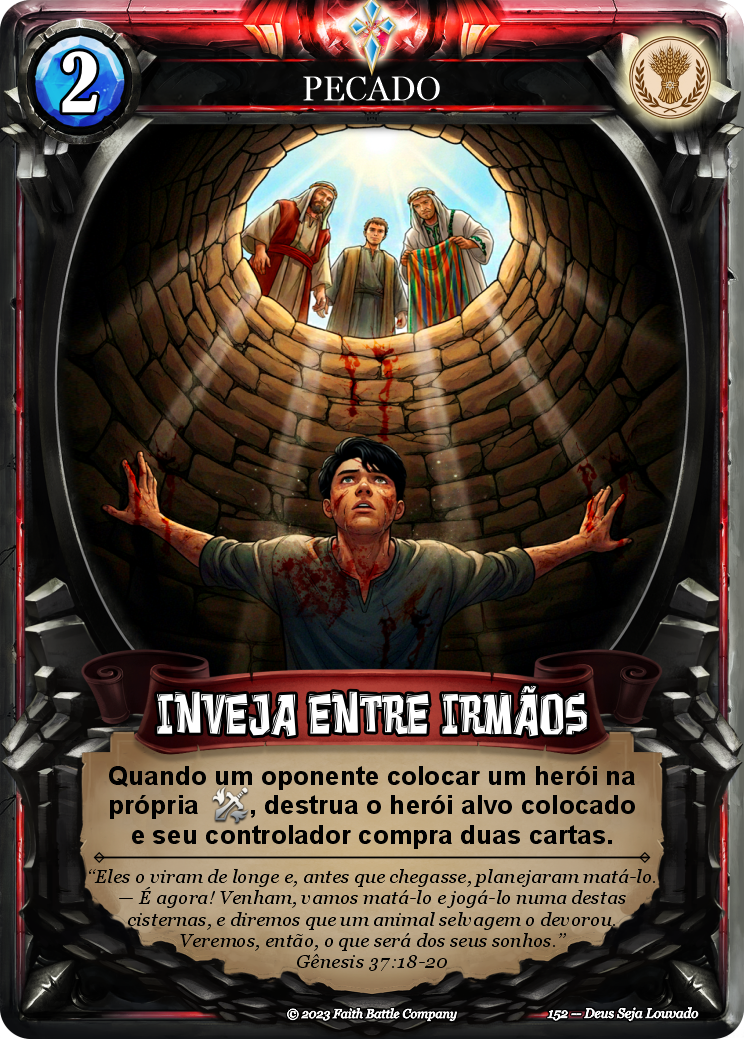 2
PECADO
INVEJA ENTRE IRMÃOS
Quando um oponente colocar um herói na
própria , destrua o herói alvo colocado
e seu controlador compra duas cartas.
“Eles o viram de longe e, antes que chegasse, planejaram matá-lo.
— É agora! Venham, vamos matá-lo e jogá-lo numa destas
cisternas, e diremos que um animal selvagem o devorou.
Veremos, então, o que será dos seus sonhos.”
Gênesis 37:18-20
© 2023 Faith Battle Company
152 — Deus Seja Louvado